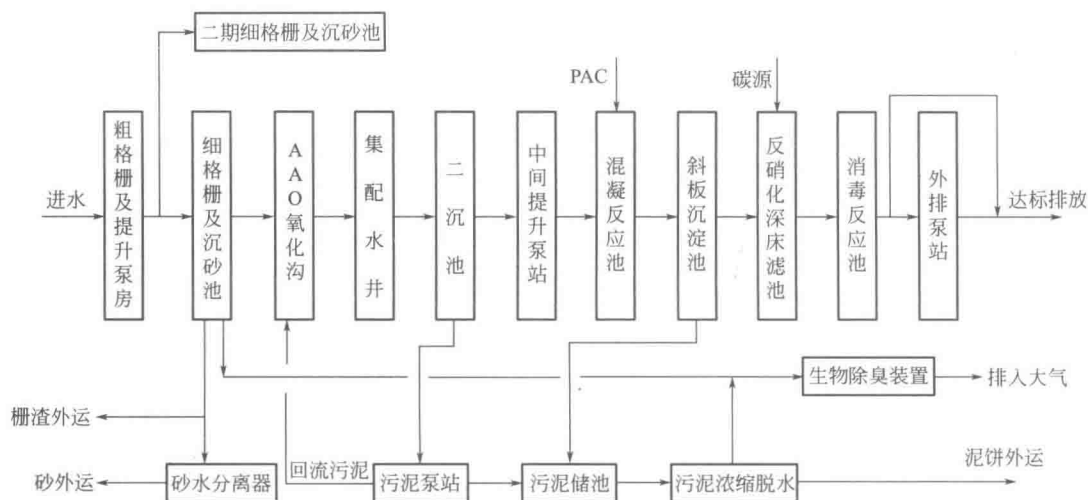 二期细格栅及沉砂池
PAC
碳源
进水
粗格栅及提升泵房
细格栅及沉砂池
AAO氧化沟
集配水井
二沉池
中间提升泵站
混凝反应池
斜板沉淀池
反硝化深床滤池
消毒反应池
外排泵站
达标排放
生物除臭装置
排入大气
栅渣外运
砂外运
砂水分离器
回流污泥
污泥泵站
污泥储池
污泥浓缩脱水
泥饼外运